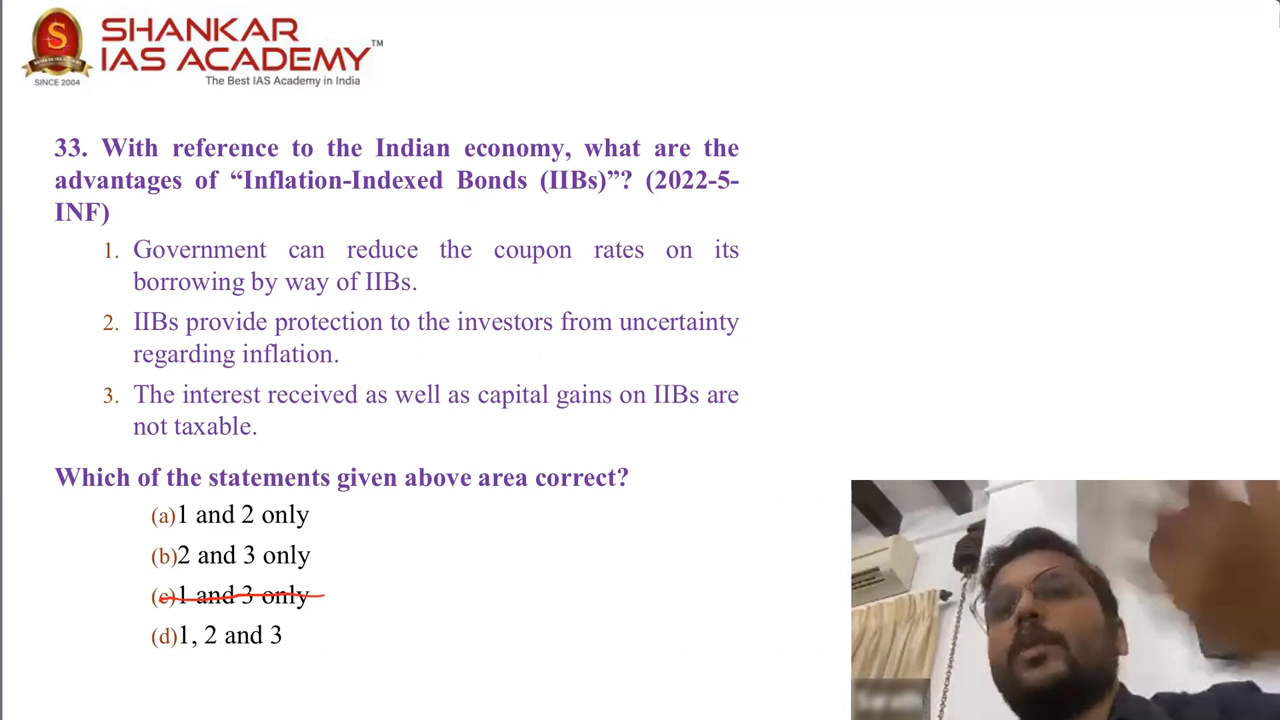 SHANKAR
IAS ACADEMY™
The Best IAS Academy in India
SINCE 2004
33. With reference to the Indian economy, what are the
advantages of “Inflation-Indexed Bonds (IIBs)”? (2022-5-
INF)
1. Government can reduce the coupon rates on its
borrowing by way of IIBs.
2. IIBs provide protection to the investors from uncertainty
regarding inflation.
3. The interest received as well as capital gains on IIBs are
not taxable.
Which of the statements given above area correct?
(a)1 and 2 only
(b)2 and 3 only
(c)1 and 3 only
(d)1, 2 and 3